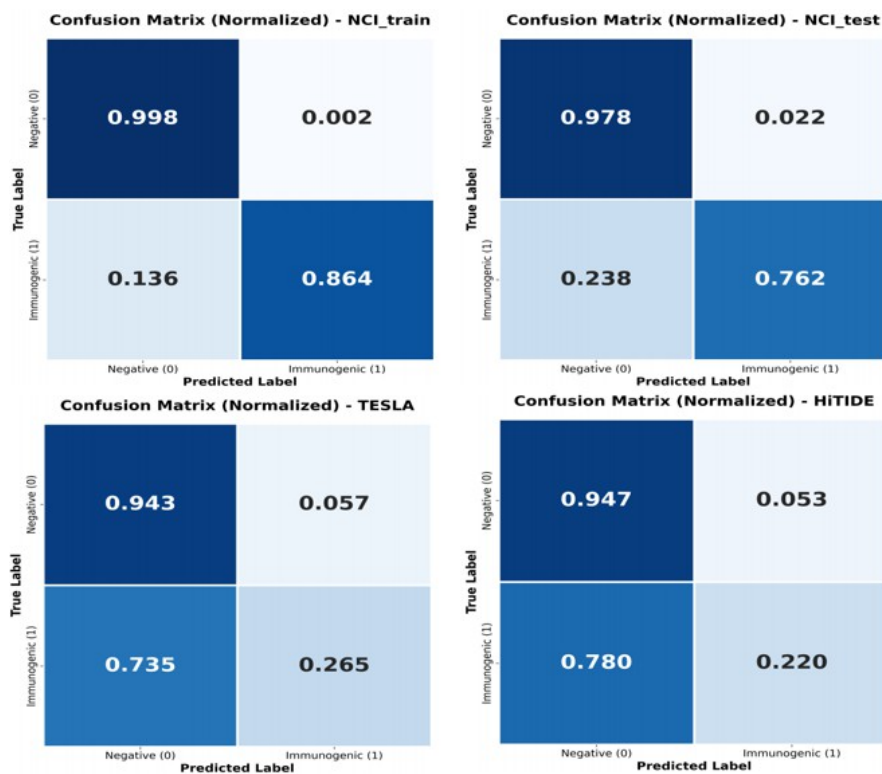 Confusion Matrix (Normalized) - NCI_train
True Label
Negative (0)
0.998
0.002
Immunogenic (1)
0.136
0.864
Negative (0)
Immunogenic (1)
Predicted Label
Confusion Matrix (Normalized) - NCI_test
True Label
Negative (0)
0.978
0.022
Immunogenic (1)
0.238
0.762
Negative (0)
Immunogenic (1)
Predicted Label
Confusion Matrix (Normalized) - TESLA
True Label
Negative (0)
0.943
0.057
Immunogenic (1)
0.735
0.265
Negative (0)
Immunogenic (1)
Predicted Label
Confusion Matrix (Normalized) - HiTIDE
True Label
Negative (0)
0.947
0.053
Immunogenic (1)
0.780
0.220
Negative (0)
Immunogenic (1)
Predicted Label